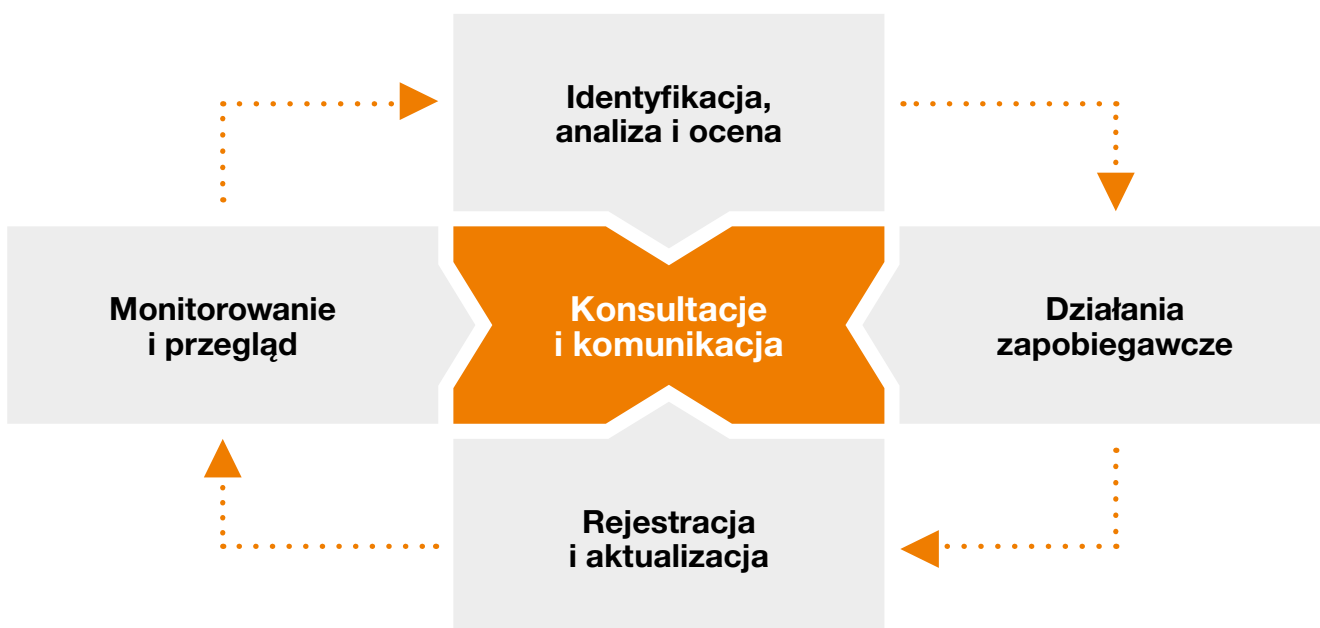 Identyfikacja,
analiza i ocena
Monitorowanie
i przegląd
Konsultacje
i komunikacja
Działania
zapobiegawcze
Rejestracja
i aktualizacja